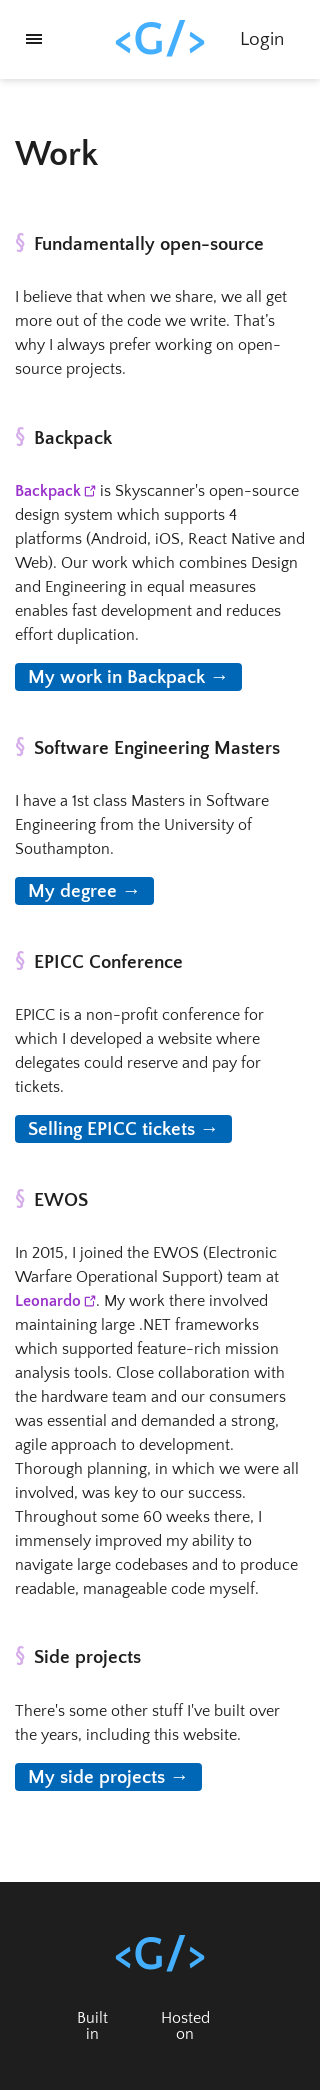 <G/>
Login
Work
§ Fundamentally open-source
I believe that when we share, we all get
more out of the code we write. That’s
why I always prefer working on open-
source projects.
§ Backpack
Backpack is Skyscanner's open-source
design system which supports 4
platforms (Android, iOS, React Native and
Web). Our work which combines Design
and Engineering in equal measures
enables fast development and reduces
effort duplication.
My work in Backpack →
§ Software Engineering Masters
I have a 1st class Masters in Software
Engineering from the University of
Southampton.
My degree →
§ EPICC Conference
EPICC is a non-profit conference for
which I developed a website where
delegates could reserve and pay for
tickets.
Selling EPICC tickets →
§ EWOS
In 2015, I joined the EWOS (Electronic
Warfare Operational Support) team at
Leonardo. My work there involved
maintaining large .NET frameworks
which supported feature-rich mission
analysis tools. Close collaboration with
the hardware team and our consumers
was essential and demanded a strong,
agile approach to development.
Thorough planning, in which we were all
involved, was key to our success.
Throughout some 60 weeks there, I
immensely improved my ability to
navigate large codebases and to produce
readable, manageable code myself.
§ Side projects
There's some other stuff I've built over
the years, including this website.
My side projects →
<G/>
Built
in
Hosted
on